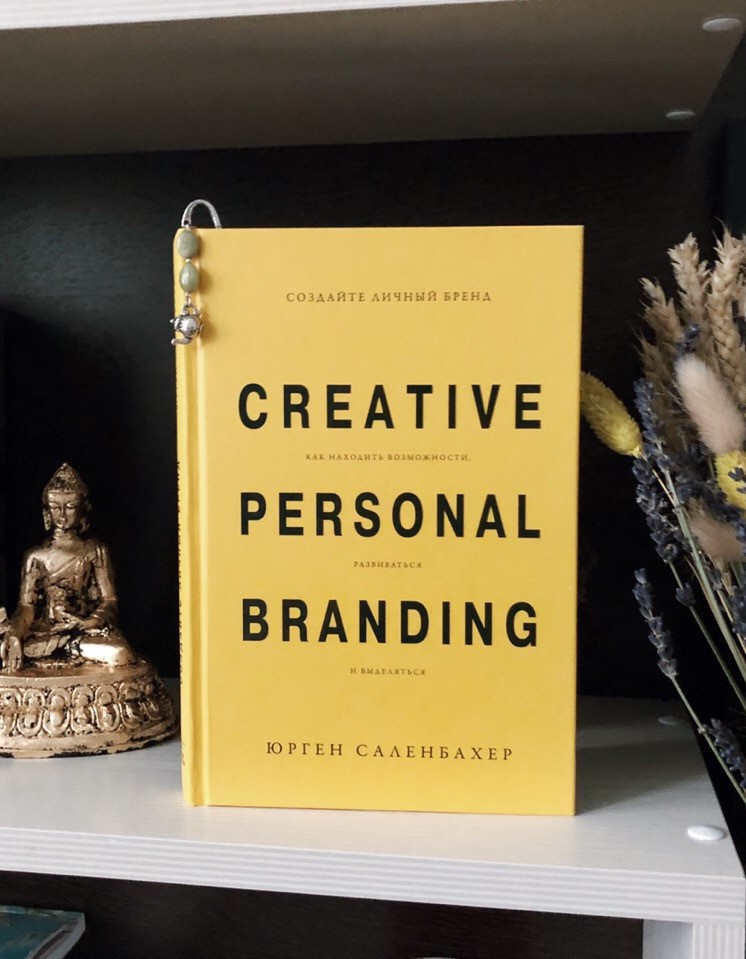 СОЗДАЙТЕ ЛИЧНЫЙ БРЕНД
CREATIVE
КАК НАХОДИТЬ ВОЗМОЖНОСТИ,
PERSONAL
РАЗВИВАТЬСЯ
BRANDING
И ВЫДЕЛЯТЬСЯ
ЮРГЕН САЛЕНБАХЕР